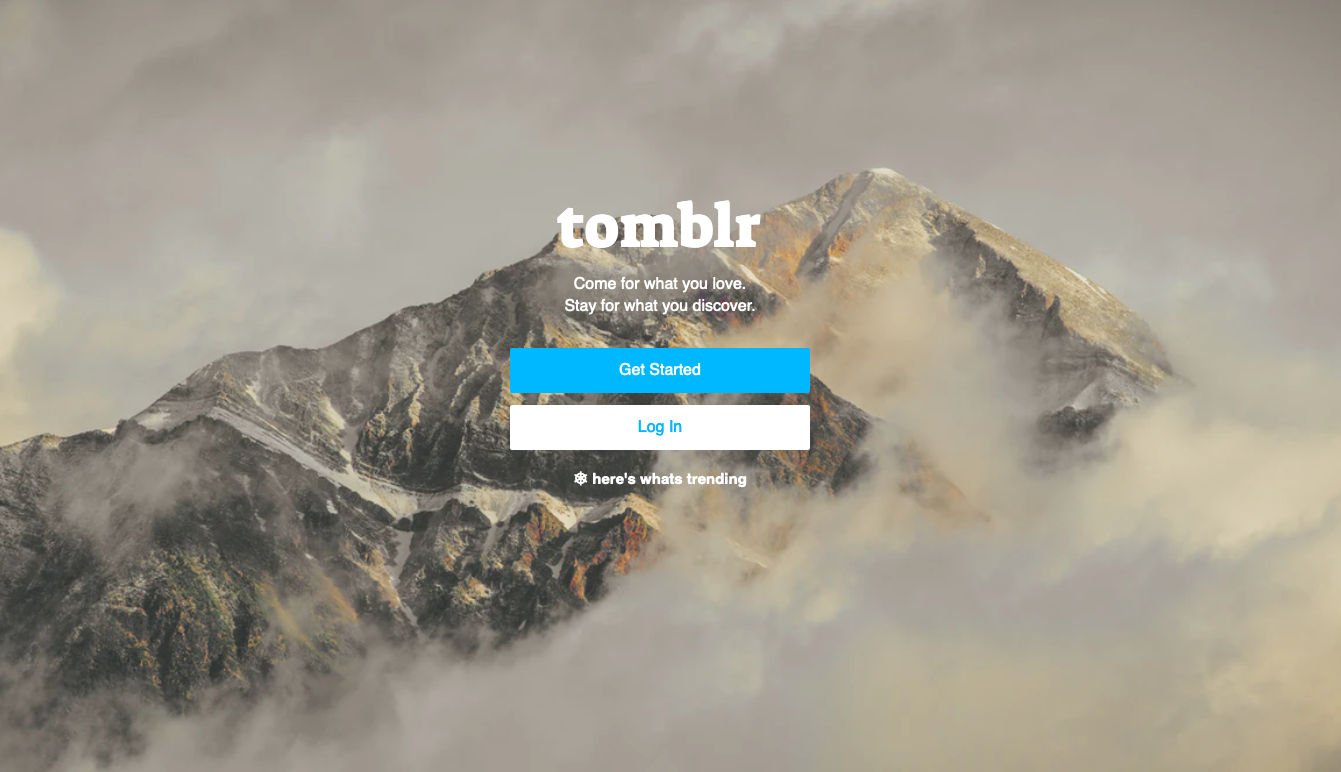 tomblr
Come for what you love.
Stay for what you discover.
Get Started
Log In
here's whats trending